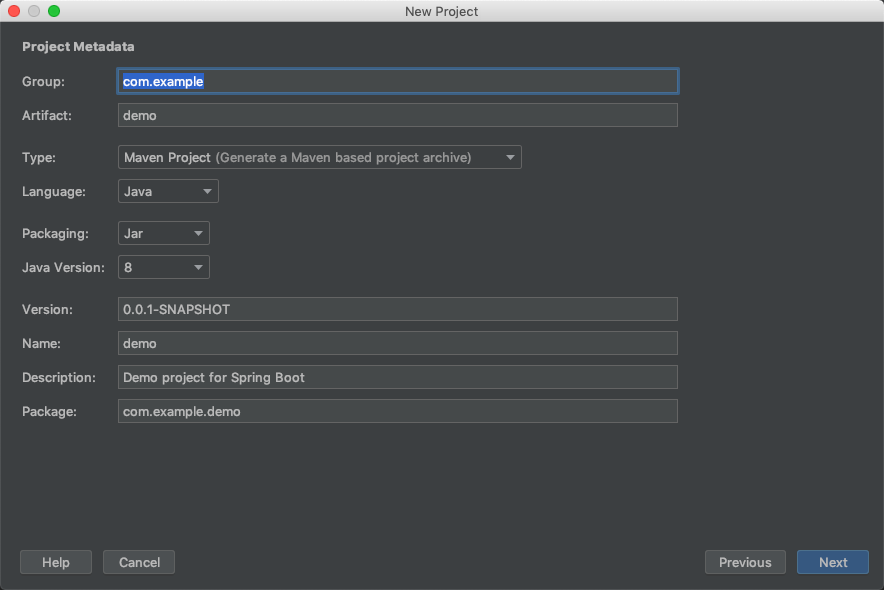 New Project
Project Metadata
Group: com.example
Artifact: demo
Type: Maven Project (Generate a Maven based project archive)
Language: Java
Packaging: Jar
Java Version: 8
Version: 0.0.1-SNAPSHOT
Name: demo
Description: Demo project for Spring Boot
Package: com.example.demo
Help Cancel Previous Next